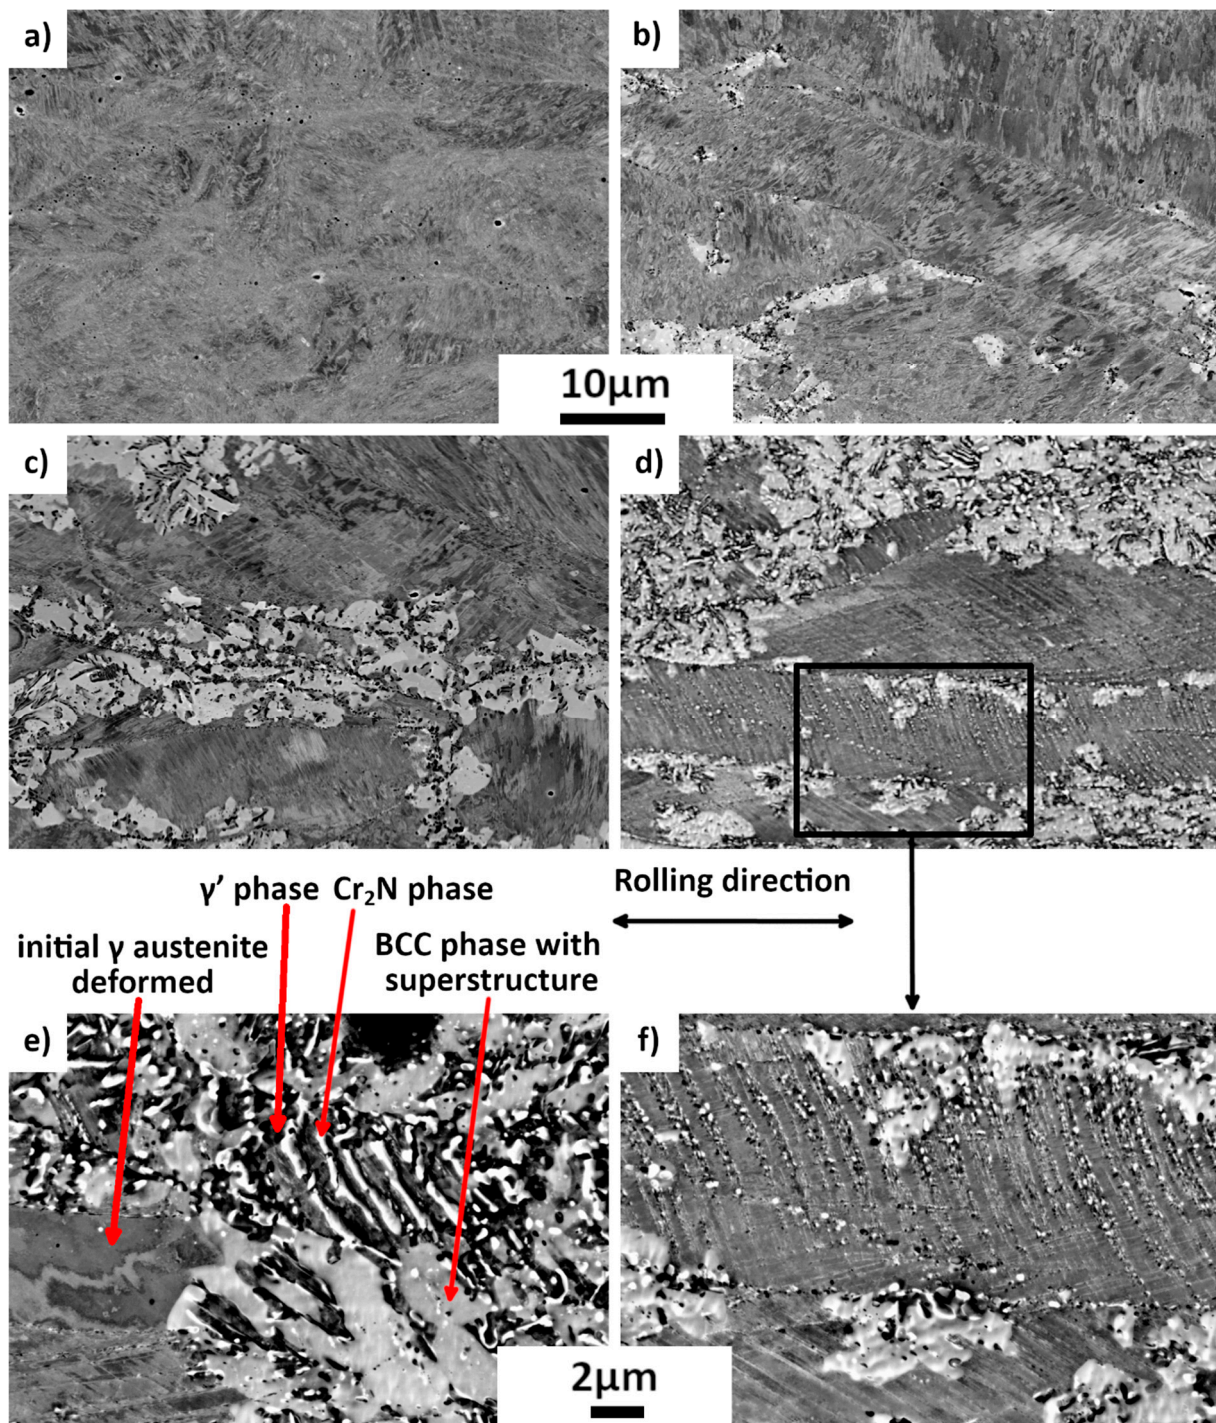 a)
b)
10μm
c)
d)
γ’ phase Cr₂N phase
Rolling direction
initial γ austenite
deformed
BCC phase with
superstructure
e)
f)
2μm